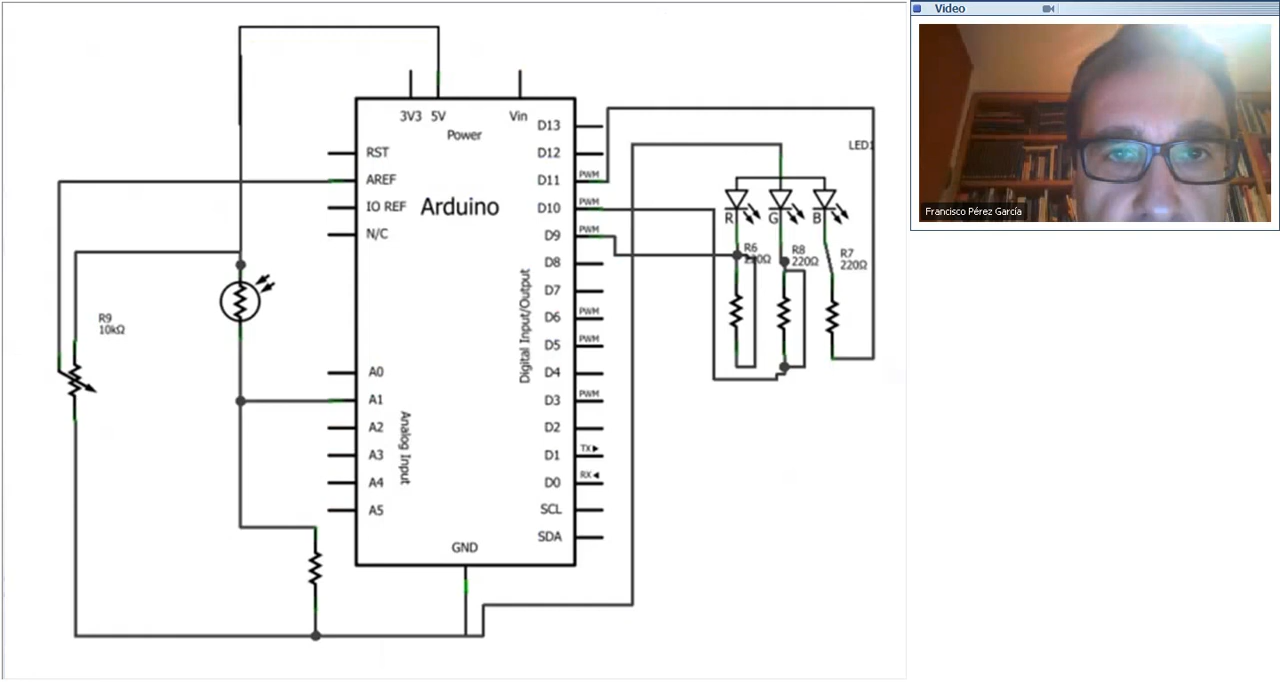 3V3 5V Vin
Power
RST
AREF
IO REF
N/C
Arduino
A0
A1
A2
A3
A4
A5
Analog Input
GND
Digital Input/Output
D13
D12
D11 PWM
D10 PWM
D9 PWM
D8
D7
D6 PWM
D5 PWM
D4
D3 PWM
D2
D1 TX
D0 RX
SCL
SDA
R9
10kΩ
LED1
R G B
R6
220Ω
R8
220Ω
R7
220Ω
Video
Francisco Pérez García